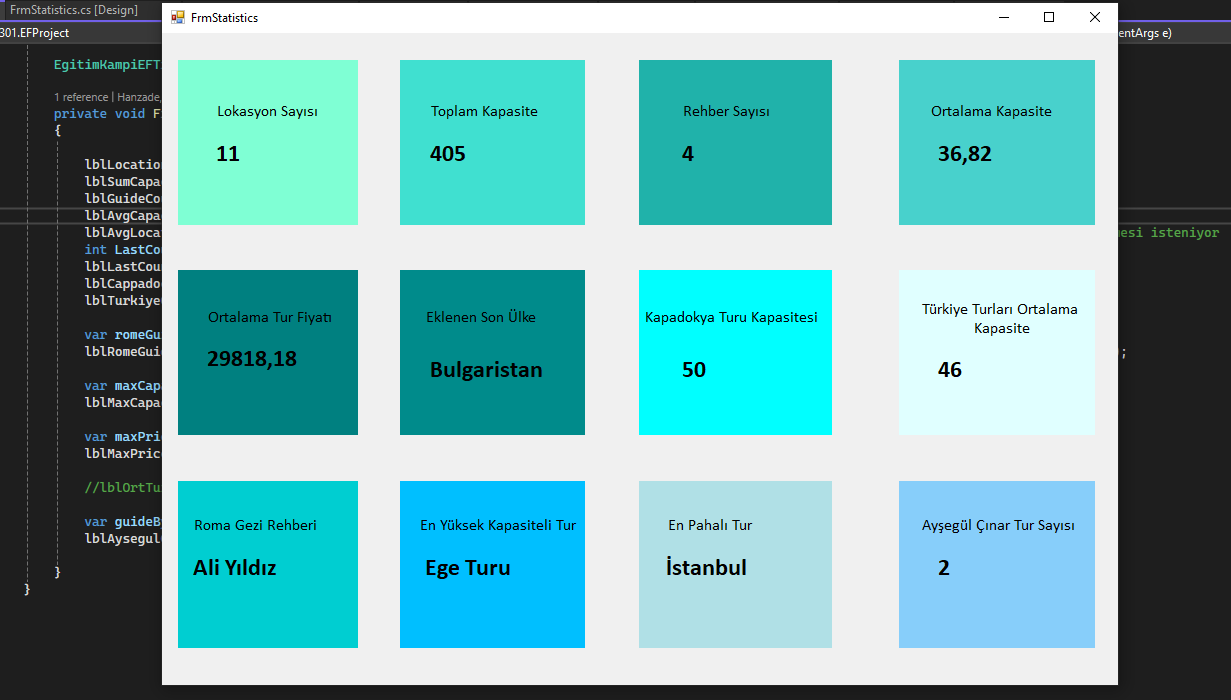 FrmStatistics.cs [Design]
FrmStatistics
301.EFProject
entArgs e)
EgitimKampiEFT
1 reference | Hanzade,
private void F
{
lblLocatio
lblSumCapa
lblGuideCo
lblAvgCapa
lblAvgLoca
esi isteniyor
int LastCo
lblLastCou
lblCappado
lblTurkiye
var romeGu
lblRomeGui
);
var maxCap
lblMaxCapa
var maxPri
lblMaxPric
//lblOrtTu
var guideB
lblAysegul
}
}
Lokasyon Sayısı
11
Toplam Kapasite
405
Rehber Sayısı
4
Ortalama Kapasite
36,82
Ortalama Tur Fiyatı
29818,18
Eklenen Son Ülke
Bulgaristan
Kapadokya Turu Kapasitesi
50
Türkiye Turları Ortalama
Kapasite
46
Roma Gezi Rehberi
Ali Yıldız
En Yüksek Kapasiteli Tur
Ege Turu
En Pahalı Tur
İstanbul
Ayşegül Çınar Tur Sayısı
2